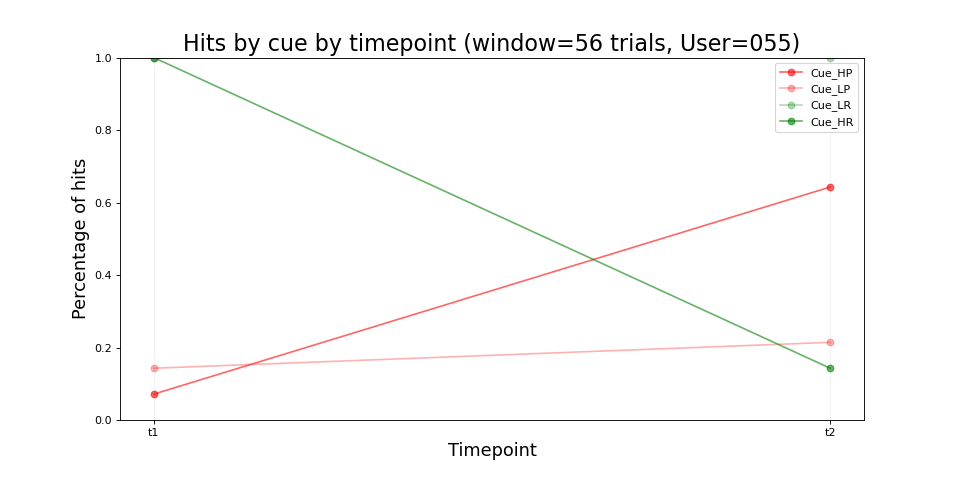 Hits by cue by timepoint (window=56 trials, User=055)
1.0
0.8
0.6
0.4
0.2
0.0
Percentage of hits
Cue_HP
Cue_LP
Cue_LR
Cue_HR
t1
t2
Timepoint